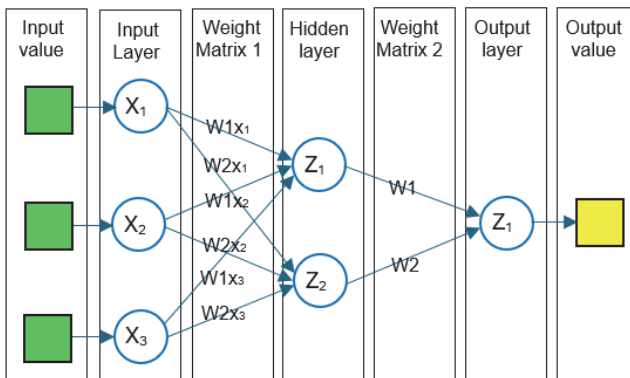 Input value
Input Layer
Weight Matrix 1
Hidden layer
Weight Matrix 2
Output layer
Output value
X₁
W1x₁
W2x₁
Z₁
W1x₂
W1
X₂
Z₁
W2x₂
W2
W1x₃
Z₂
W2x₃
X₃